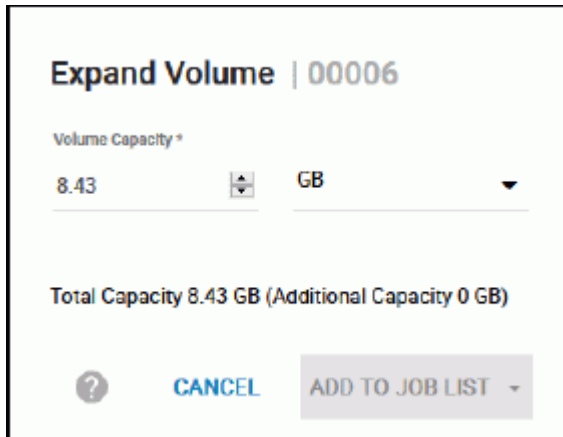 Expand Volume | 00006
Volume Capacity *
8.43 GB
Total Capacity 8.43 GB (Additional Capacity 0 GB)
? CANCEL ADD TO JOB LIST